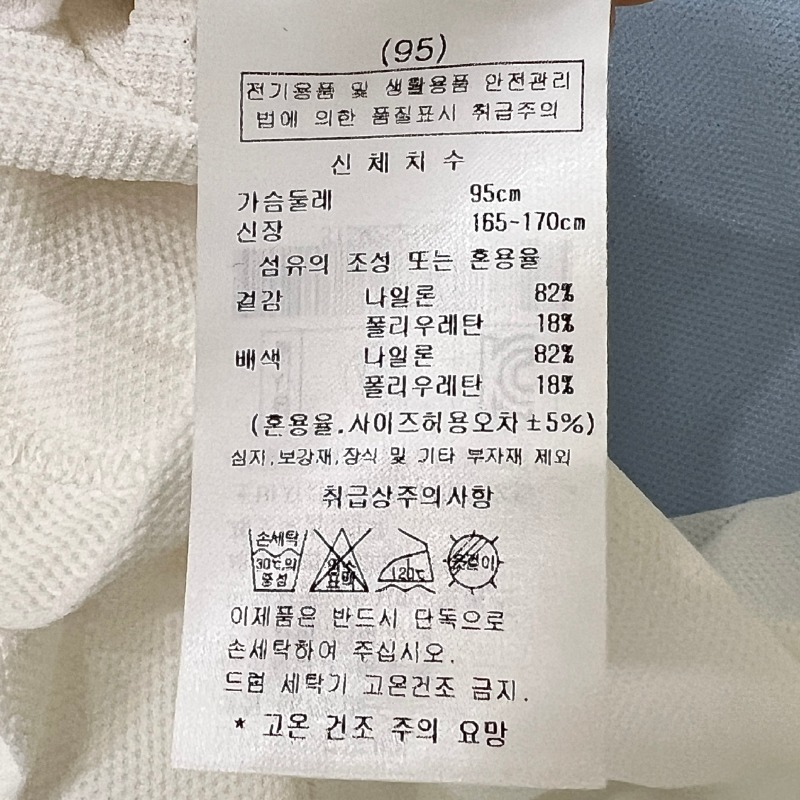 (95)
전기용품 및 생활용품 안전관리
법에 의한 품질표시 취급주의
신 체 치 수
가슴둘레 95cm
신장 165~170cm
섬유의 조성 또는 혼용율
겉감 나일론 82%
폴리우레탄 18%
배색 나일론 82%
폴리우레탄 18%
(혼용율.사이즈허용오차±5%)
심지,보강재,장식 및 기타 부자재 제외
취급상주의사항
손세탁
30℃의
중성
염소
표백
120℃
옷걸이
이제품은 반드시 단독으로
손세탁하여 주십시오.
드럼 세탁기 고온건조 금지.
* 고온 건조 주의 요망